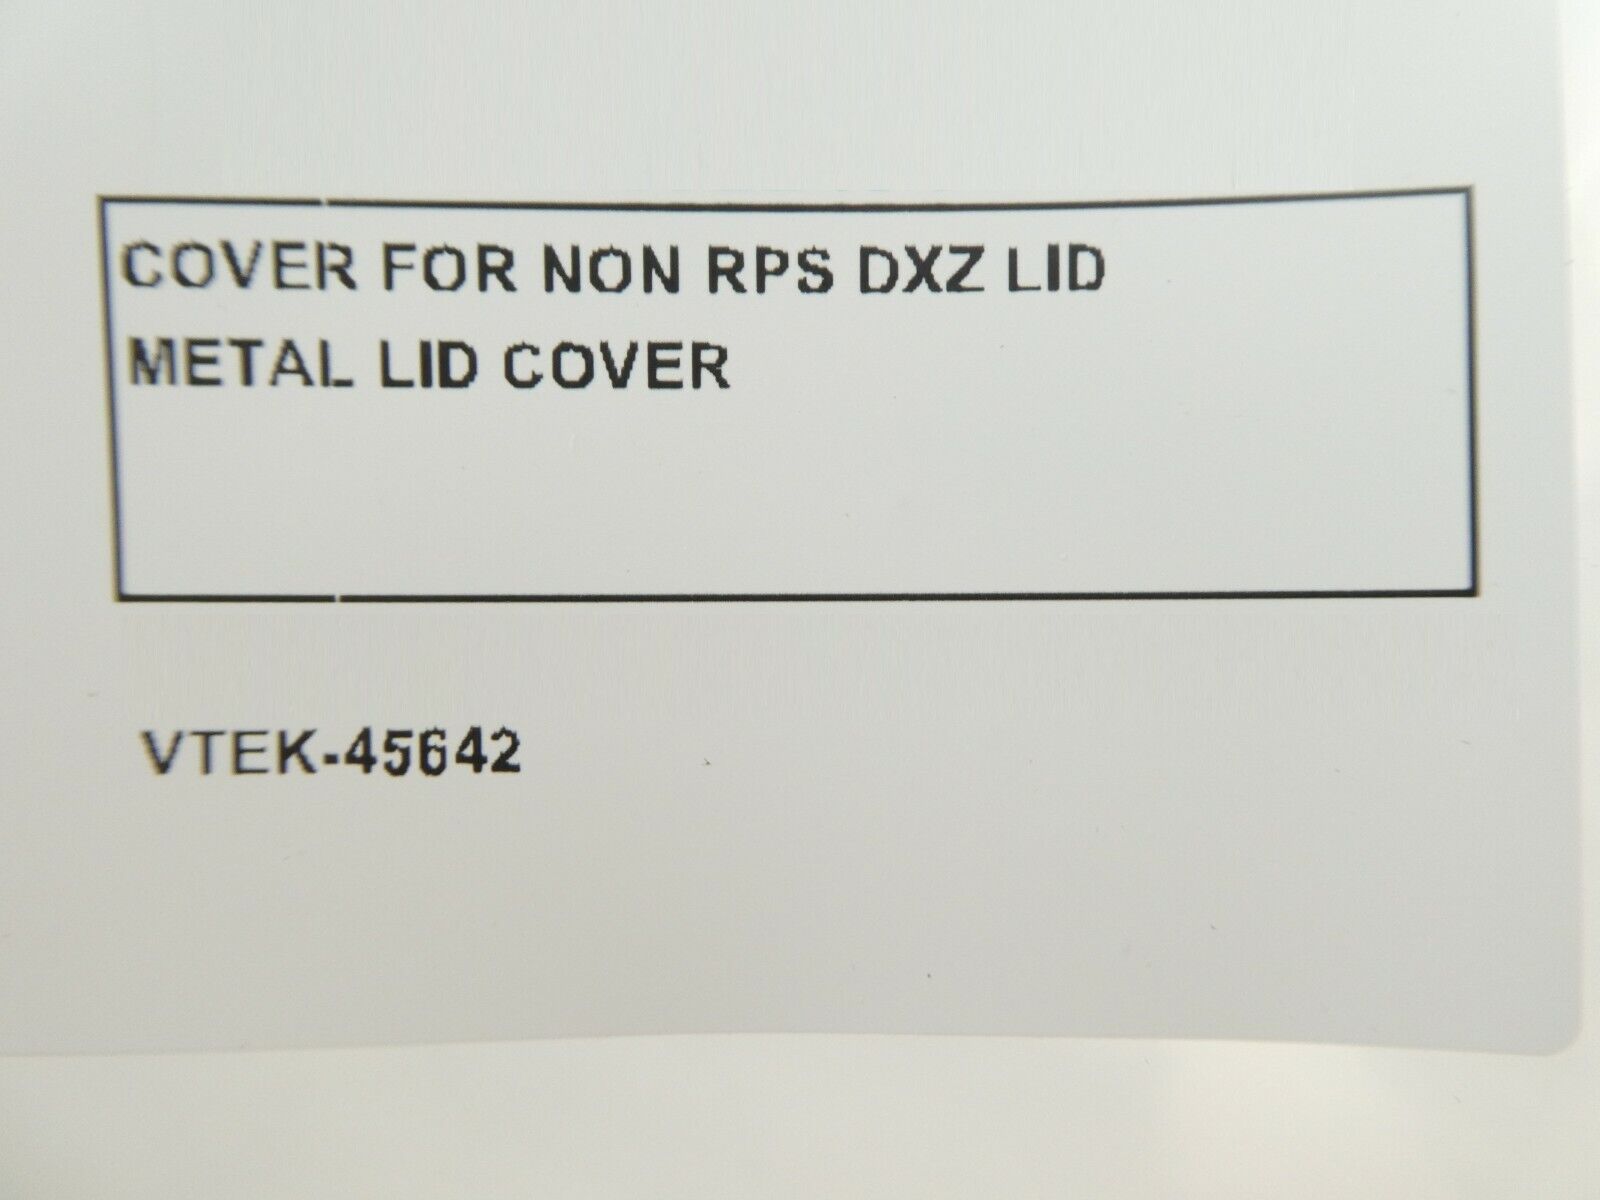 COVER FOR NON RPS DXZ LID
METAL LID COVER
VTEK-45642